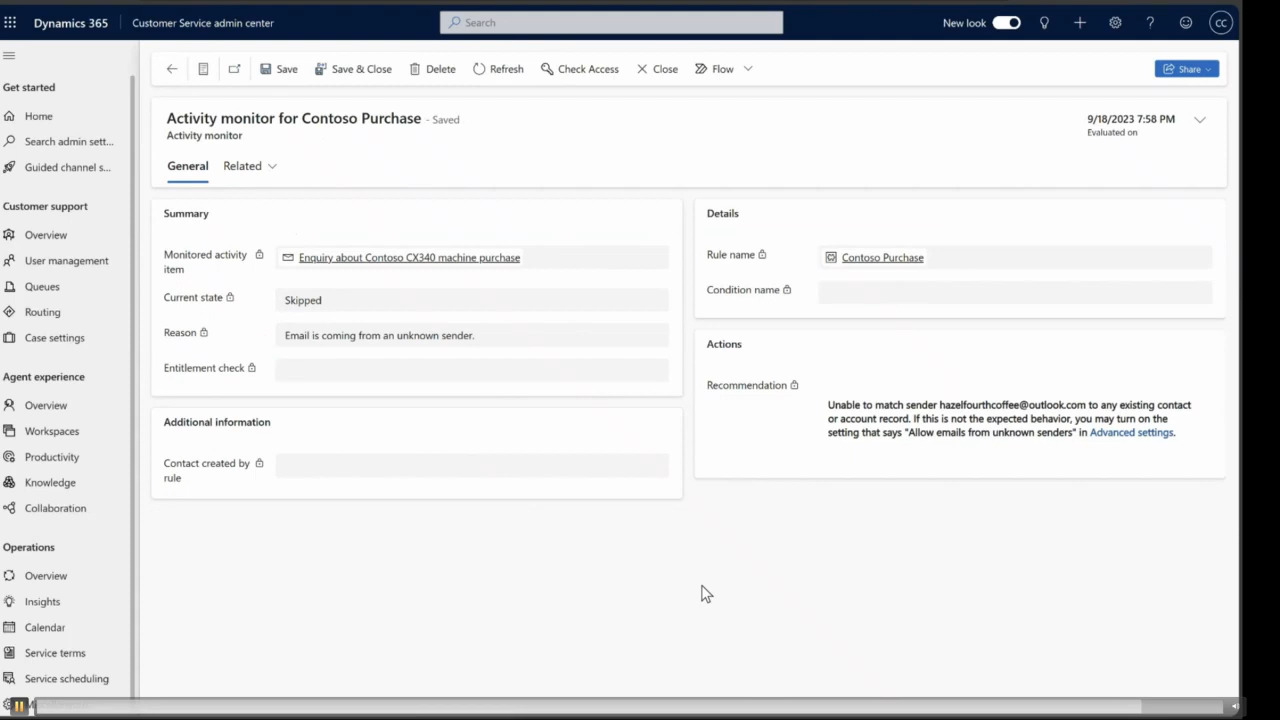 Dynamics 365
Customer Service admin center
Search
New look
CC
Save
Save & Close
Delete
Refresh
Check Access
Close
Flow
Share
Get started
Home
Search admin sett...
Guided channel s...
Customer support
Overview
User management
Queues
Routing
Case settings
Agent experience
Overview
Workspaces
Productivity
Knowledge
Collaboration
Operations
Overview
Insights
Calendar
Service terms
Service scheduling
Activity monitor for Contoso Purchase - Saved
Activity monitor
9/18/2023 7:58 PM
Evaluated on
General
Related
Summary
Monitored activity
item
Enquiry about Contoso CX340 machine purchase
Current state
Skipped
Reason
Email is coming from an unknown sender.
Entitlement check
Additional information
Contact created by
rule
Details
Rule name
Contoso Purchase
Condition name
Actions
Recommendation
Unable to match sender hazelfourthcoffee@outlook.com to any existing contact
or account record. If this is not the expected behavior, you may turn on the
setting that says "Allow emails from unknown senders" in Advanced settings.